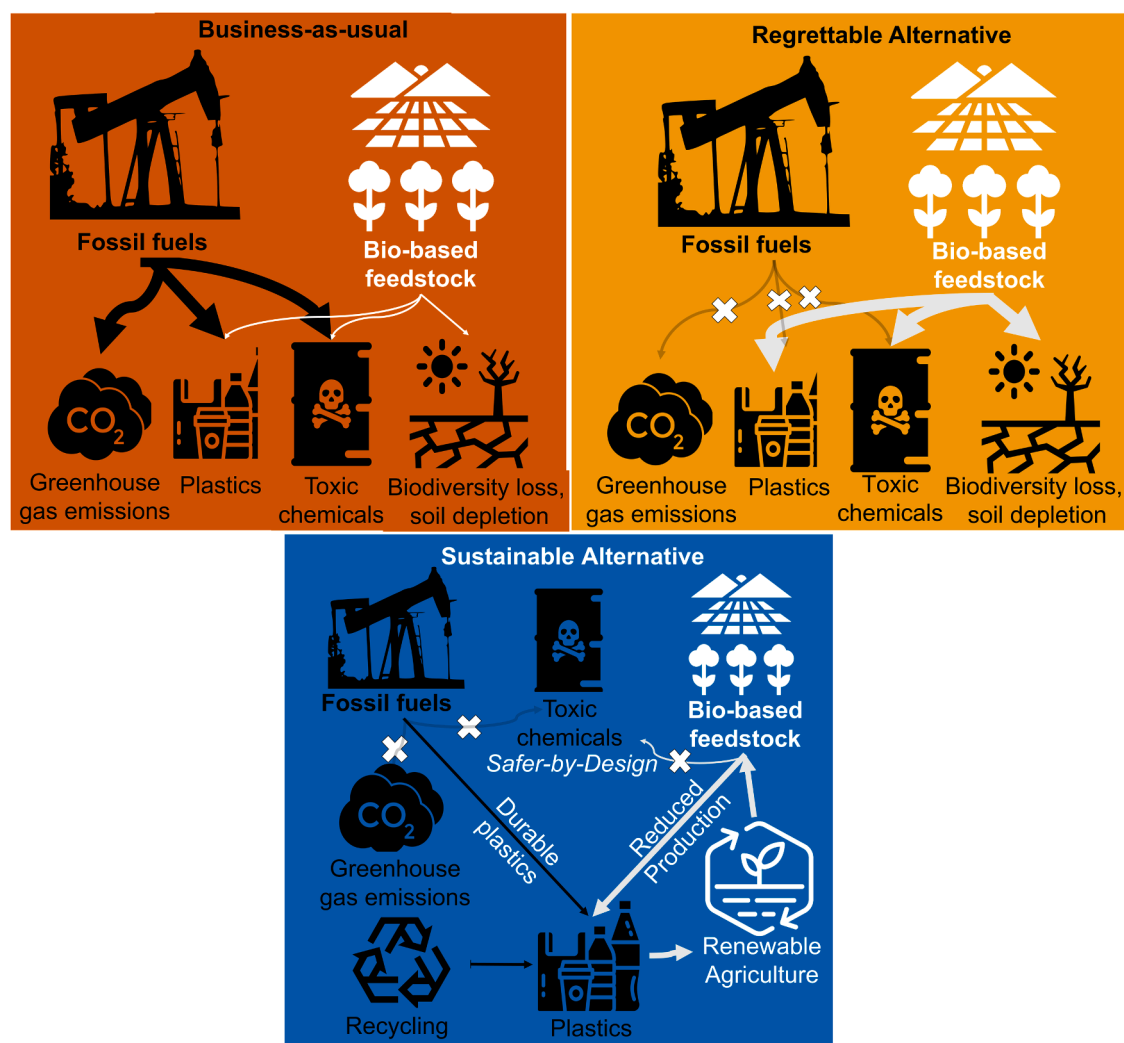 Business-as-usual
Fossil fuels
Bio-based
feedstock
CO2
Greenhouse
gas emissions
Plastics
Toxic
chemicals
Biodiversity loss,
soil depletion
Regrettable Alternative
Fossil fuels
Bio-based
feedstock
CO2
Greenhouse
gas emissions
Plastics
Toxic
chemicals
Biodiversity loss,
soil depletion
Sustainable Alternative
Fossil fuels
Toxic
chemicals
Safer-by-Design
Bio-based
feedstock
CO2
Greenhouse
gas emissions
Durable
plastics
Reduced
Production
Renewable
Agriculture
Recycling
Plastics